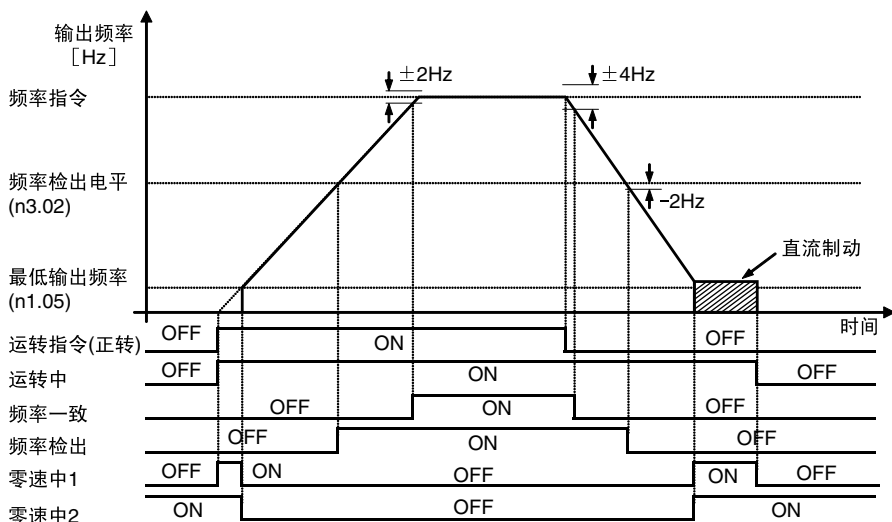 输出频率
[Hz]
±2Hz
±4Hz
频率指令
频率检出电平
(n3.02)
-2Hz
直流制动
最低输出频率
(n1.05)
时间
运转指令(正转) OFF ON OFF
运转中 OFF ON OFF
频率一致 OFF ON OFF
频率检出 OFF ON OFF
零速中1 OFF ON OFF ON OFF
零速中2 ON OFF ON